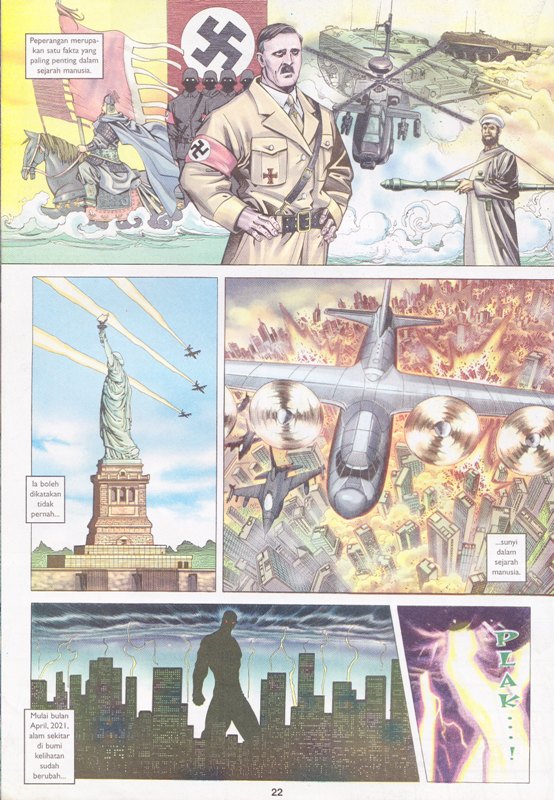 Peperangan merupa-
kan satu fakta yang
paling penting dalam
sejarah manusia.
Ia boleh
dikatakan
tidak
pernah...
...sunyi
dalam
sejarah
manusia.
Mulai bulan
April, 2021,
alam sekitar
di bumi
kelihatan
sudah
berubah...
PLAK...!
22